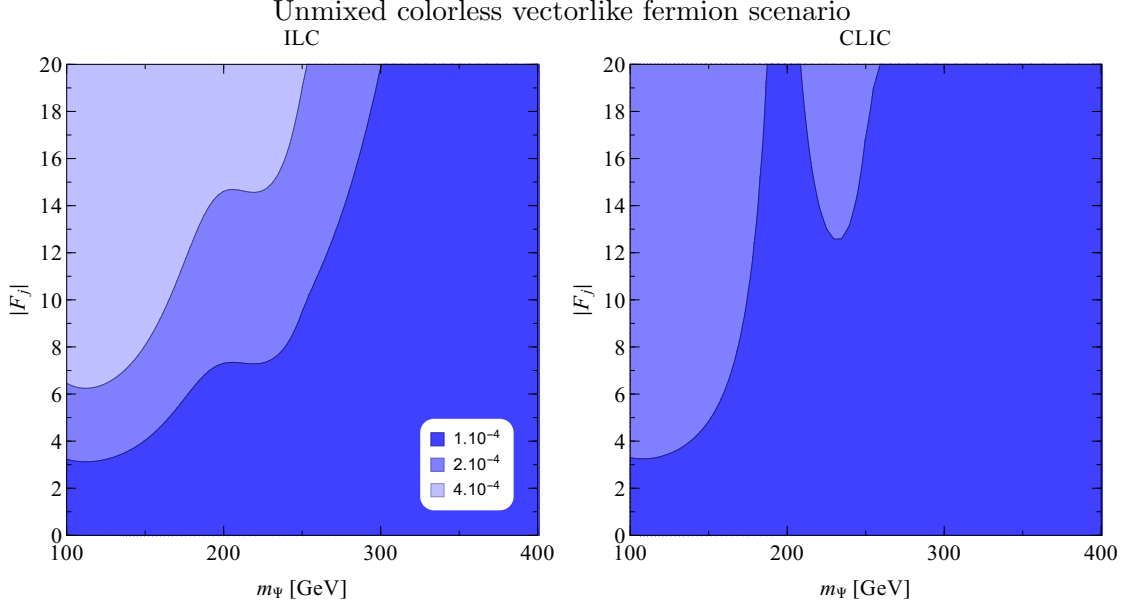 Unmixed colorless vectorlike fermion scenario
ILC
CLIC
20
18
16
14
12
10
8
6
4
2
0
|F_j|
1.10⁻⁴
2.10⁻⁴
4.10⁻⁴
100 200 300 400
m_Ψ [GeV]
20
18
16
14
12
10
8
6
4
2
0
|F_j|
100 200 300 400
m_Ψ [GeV]